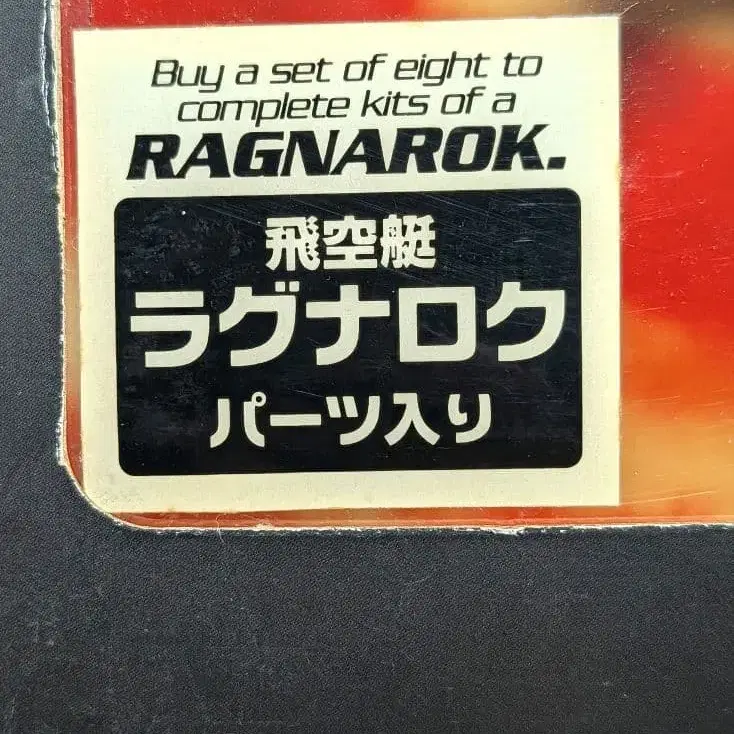 Buy a set of eight to
complete kits of a
RAGNAROK.
飛空艇
ラグナロク
パーツ入り